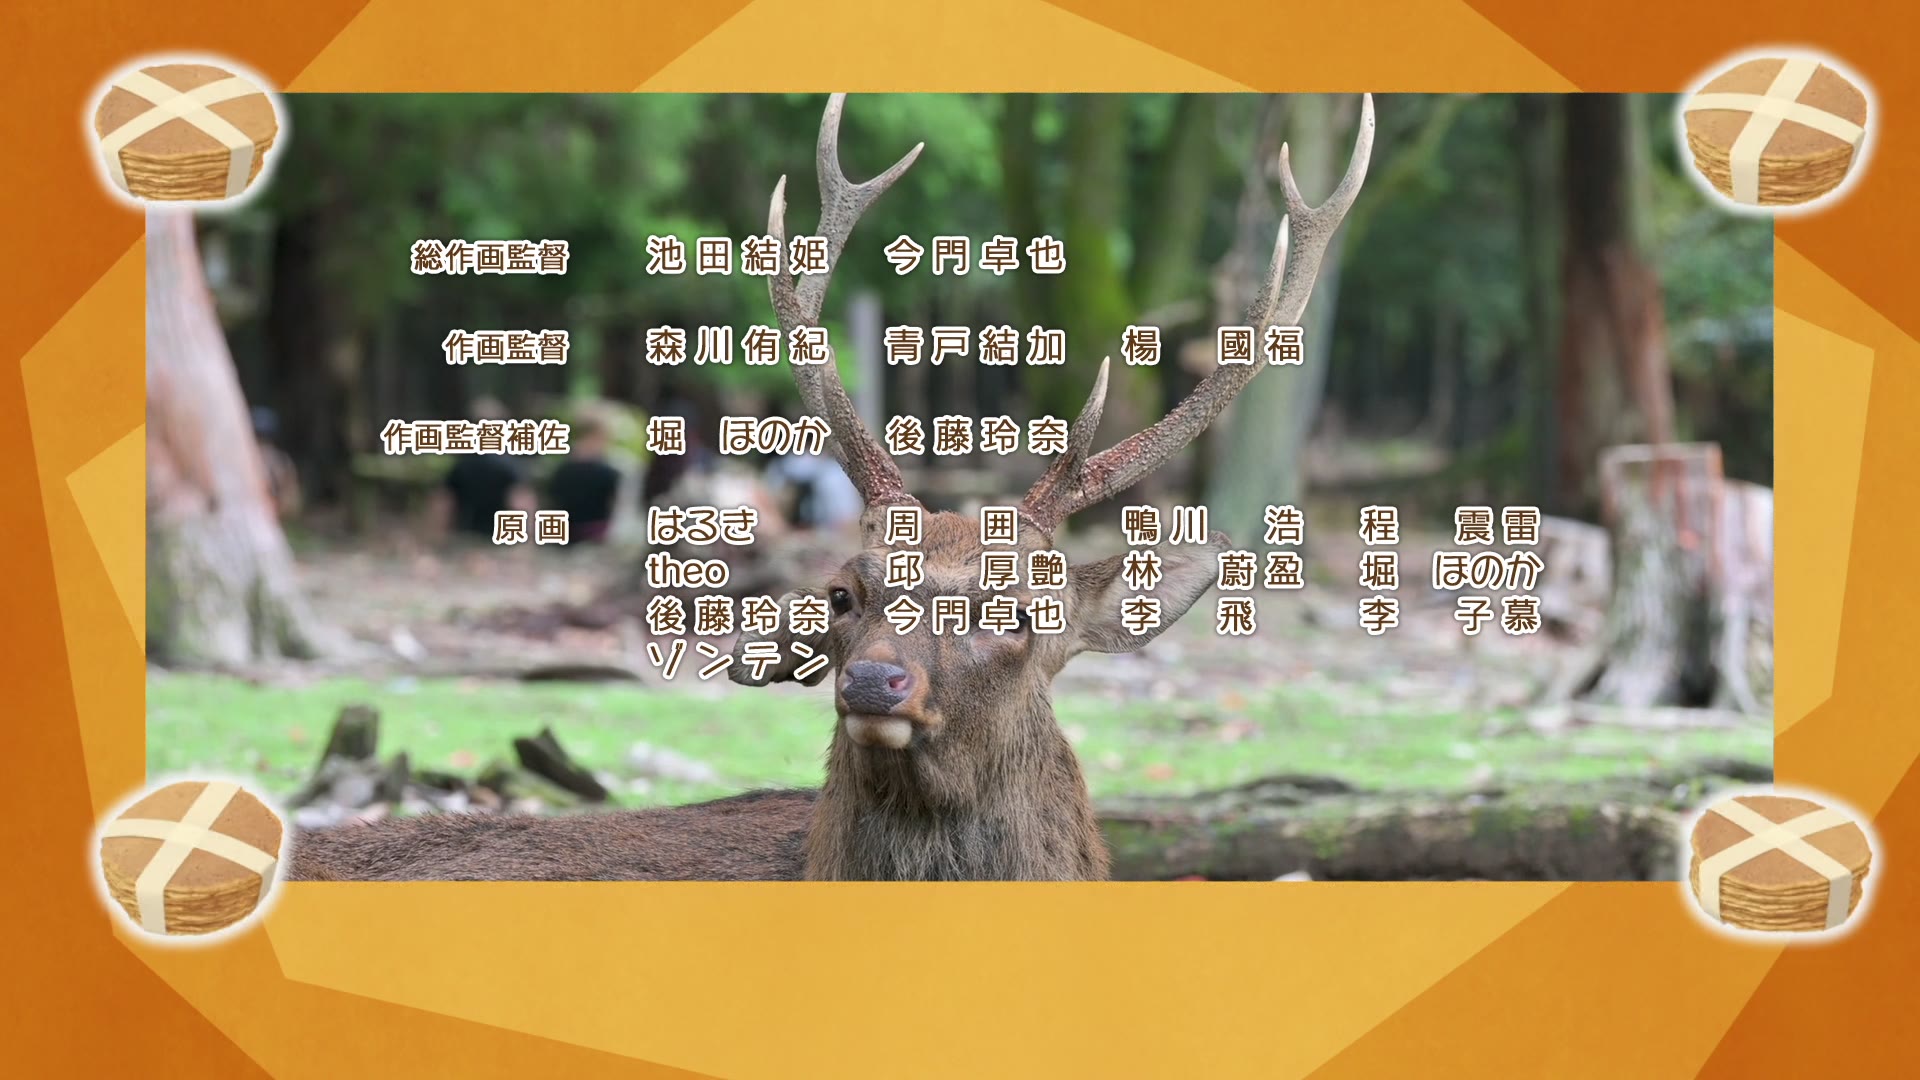 総作画監督 池田結姫 今門卓也
作画監督 森川侑紀 青戸結加 楊 國福
作画監督補佐 堀 ほのか 後藤玲奈
原画 はるき 周 囲 鴨川 浩 程 震雷
theo 邱 厚艶 林 蔚盈 堀 ほのか
後藤玲奈 今門卓也 李 飛 李 子慕
ゾンテン